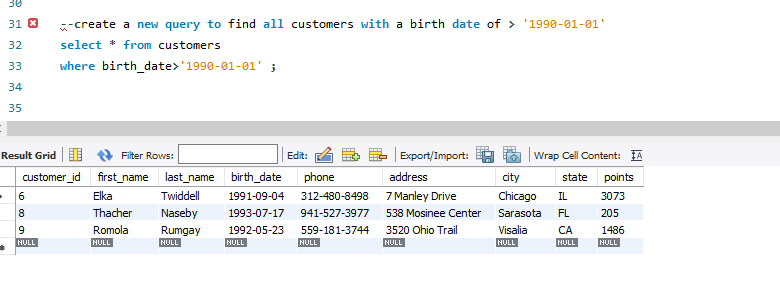 30
31 --create a new query to find all customers with a birth date of > '1990-01-01'
32 select * from customers
33 where birth_date>'1990-01-01' ;
34
35
Result Grid Filter Rows: Edit: Export/Import: Wrap Cell Content: IA
customer_id first_name last_name birth_date phone address city state points
6 Elka Twiddell 1991-09-04 312-480-8498 7 Manley Drive Chicago IL 3073
8 Thacher Naseby 1993-07-17 941-527-3977 538 Mosinee Center Sarasota FL 205
9 Romola Rumgay 1992-05-23 559-181-3744 3520 Ohio Trail Visalia CA 1486
NULL NULL NULL NULL NULL NULL NULL NULL NULL